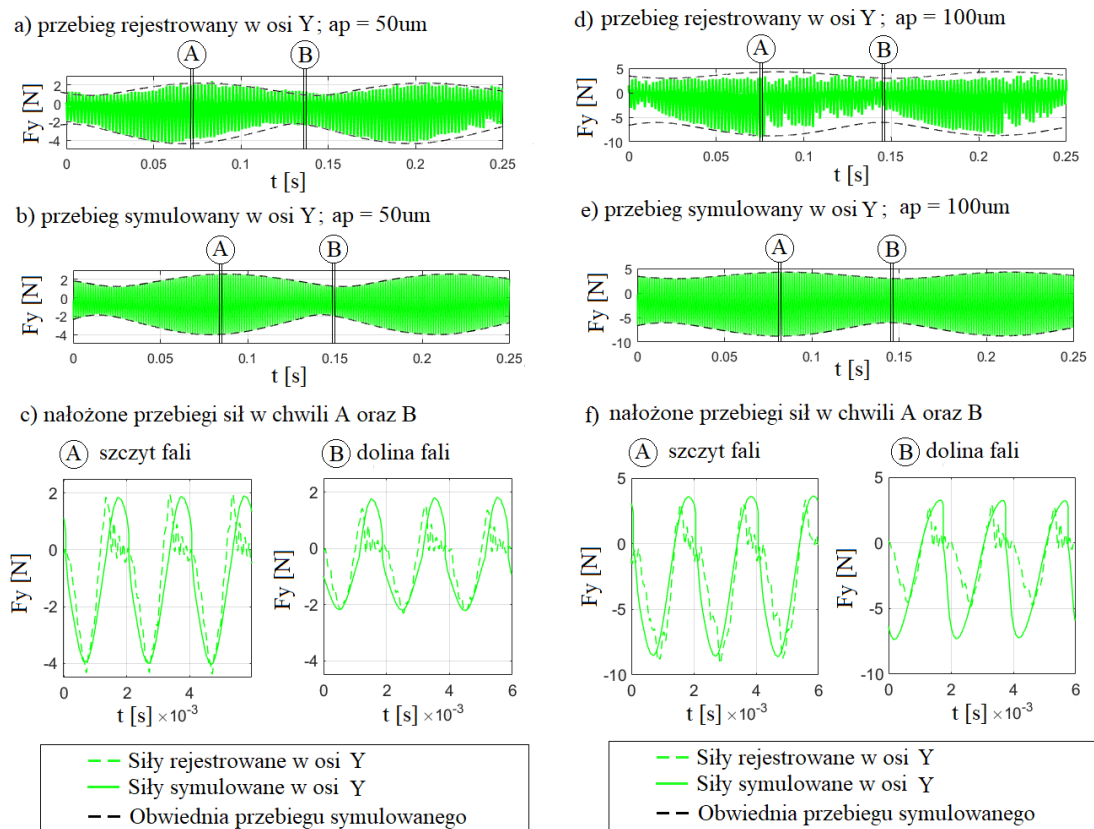 a) przebieg rejestrowany w osi Y; ap = 50um
A
B
2
0
-2
-4
Fy [N]
0
0.05
0.1
0.15
0.2
0.25
t [s]
b) przebieg symulowany w osi Y; ap = 50um
A
B
2
0
-2
-4
Fy [N]
0
0.05
0.1
0.15
0.2
0.25
t [s]
c) nałożone przebiegi sił w chwili A oraz B
A szczyt fali
B dolina fali
2
0
-2
-4
Fy [N]
0
2
4
t [s] ×10⁻³
2
0
-2
-4
Fy [N]
0
2
4
6
t [s] ×10⁻³
Siły rejestrowane w osi Y
Siły symulowane w osi Y
Obwiednia przebiegu symulowanego
d) przebieg rejestrowany w osi Y; ap = 100um
A
B
5
0
-5
-10
Fy [N]
0
0.05
0.1
0.15
0.2
0.25
t [s]
e) przebieg symulowany w osi Y; ap = 100um
A
B
5
0
-5
-10
Fy [N]
0
0.05
0.1
0.15
0.2
0.25
t [s]
f) nałożone przebiegi sił w chwili A oraz B
A szczyt fali
B dolina fali
5
0
-5
-10
Fy [N]
0
2
4
6
t [s] ×10⁻³
5
0
-5
-10
Fy [N]
0
2
4
6
t [s] ×10⁻³
Siły rejestrowane w osi Y
Siły symulowane w osi Y
Obwiednia przebiegu symulowanego